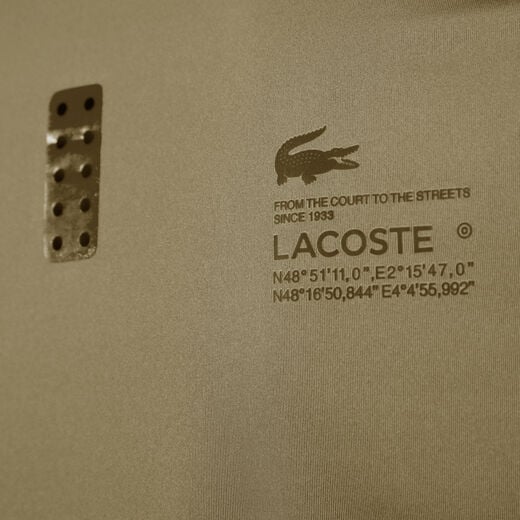 FROM THE COURT TO THE STREETS
SINCE 1933
LACOSTE ©
N48°51'11,0",E2°15'47,0"
N48°16'50,844" E4°4'55,992"